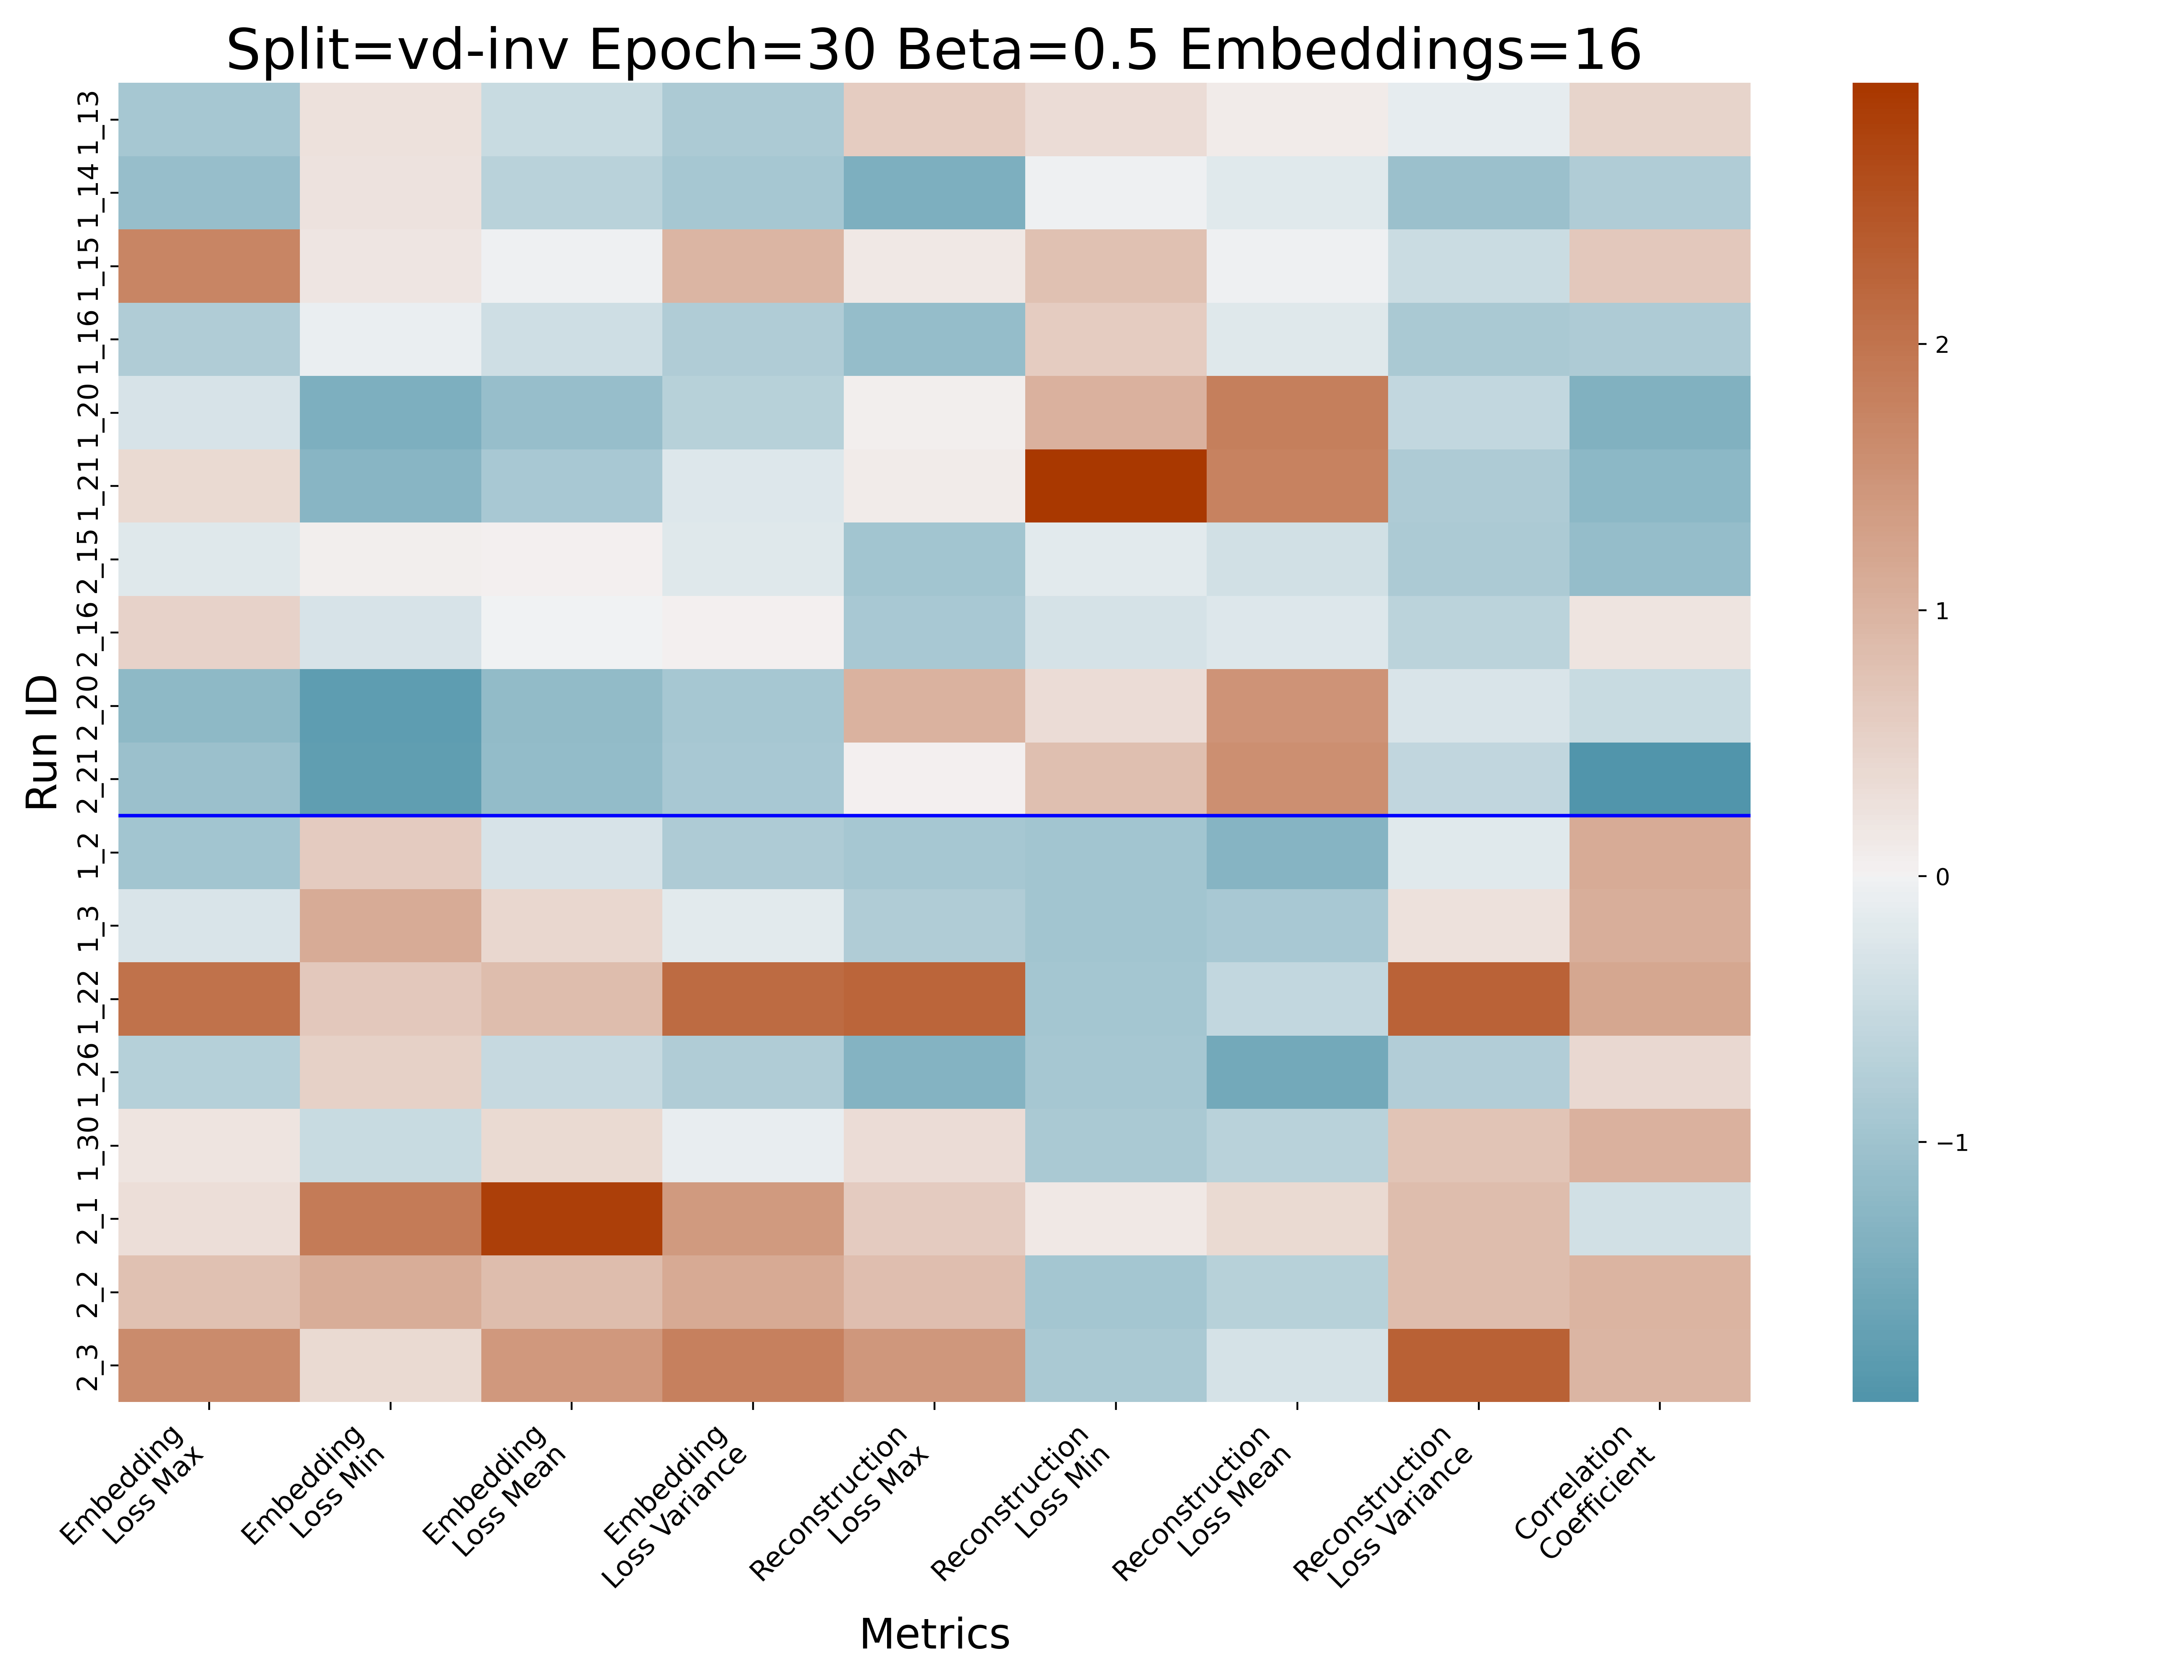 Split=vd-inv Epoch=30 Beta=0.5 Embeddings=16
Run ID
1_13
1_14
1_15
1_16
1_20
1_21
2_15
2_16
2_20
2_21
1_2
1_3
1_22
1_26
1_30
2_1
2_2
2_3
Embedding
Loss Max
Embedding
Loss Min
Embedding
Loss Mean
Embedding
Loss Variance
Reconstruction
Loss Max
Reconstruction
Loss Min
Reconstruction
Loss Mean
Reconstruction
Loss Variance
Correlation
Coefficient
Metrics
2
1
0
−1